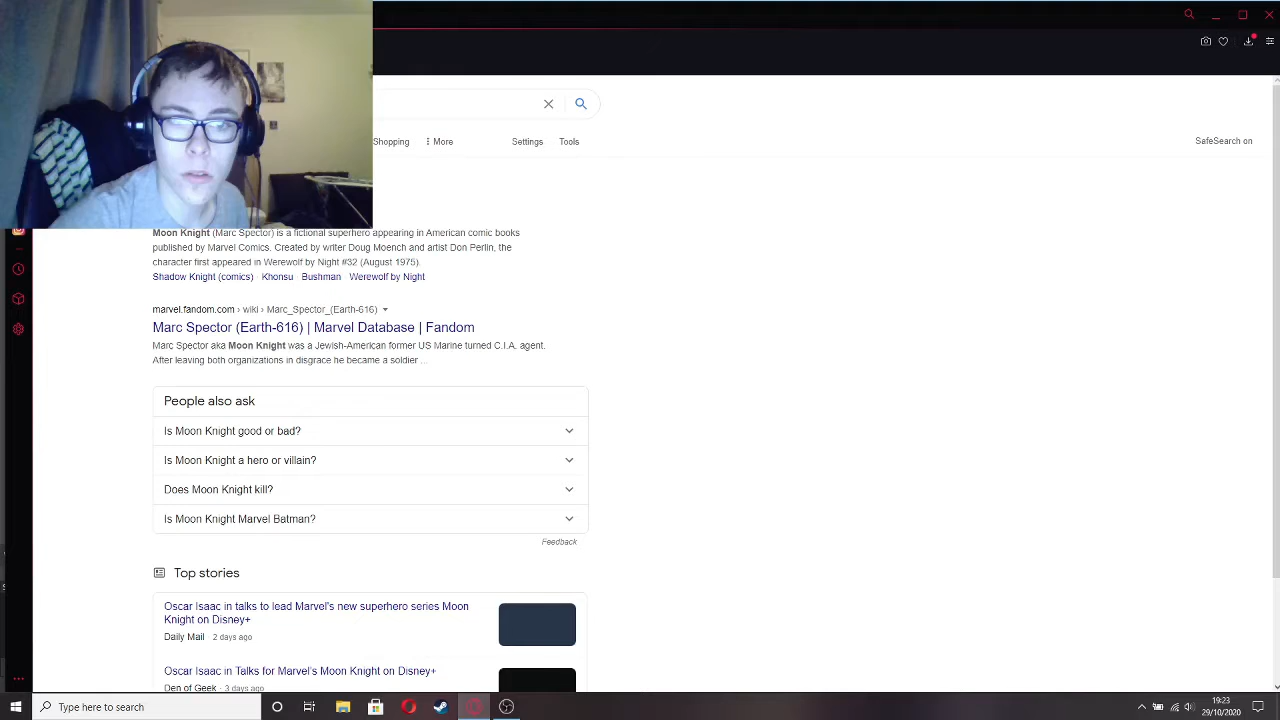 Shopping
More
Settings
Tools
SafeSearch on
Moon Knight (Marc Spector) is a fictional superhero appearing in American comic books
published by Marvel Comics. Created by writer Doug Moench and artist Don Perlin, the
character first appeared in Werewolf by Night #32 (August 1975).
Shadow Knight (comics) · Khonsu · Bushman · Werewolf by Night
marvel.fandom.com › wiki › Marc_Spector_(Earth-616)
Marc Spector (Earth-616) | Marvel Database | Fandom
Marc Spector aka Moon Knight was a Jewish-American former US Marine turned C.I.A. agent.
After leaving both organizations in disgrace he became a soldier ...
People also ask
Is Moon Knight good or bad?
Is Moon Knight a hero or villain?
Does Moon Knight kill?
Is Moon Knight Marvel Batman?
Feedback
Top stories
Oscar Isaac in talks to lead Marvel's new superhero series Moon
Knight on Disney+
Daily Mail · 2 days ago
Oscar Isaac in Talks for Marvel's Moon Knight on Disney+
Den of Geek · 3 days ago
Type here to search
19:23
29/10/2020